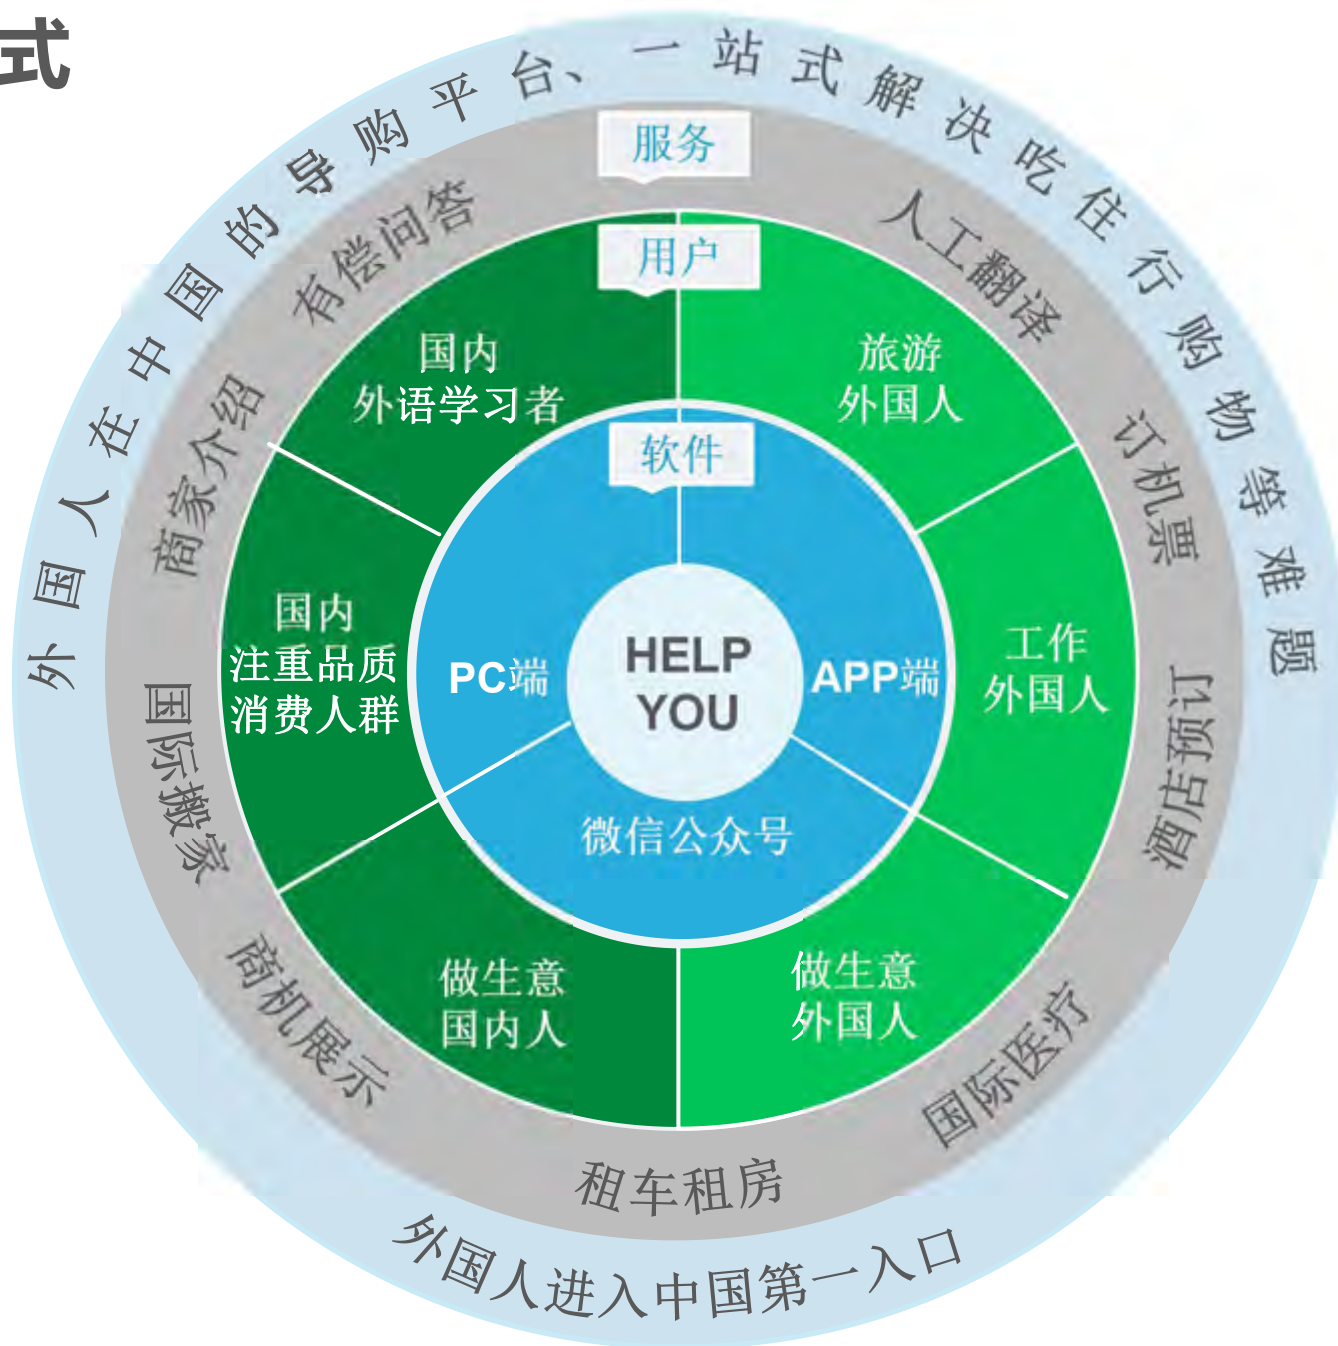 式
外国人在中国的导购平台、一站式解决吃住行购物等难题
服务
有偿问答
人工翻译
商家介绍
订机票
国际搬家
酒店预订
商机展示
国际医疗
租车租房
用户
国内
外语学习者
旅游
外国人
国内
注重品质
消费人群
工作
外国人
做生意
国内人
做生意
外国人
软件
PC端
APP端
微信公众号
HELP
YOU
外国人进入中国第一入口